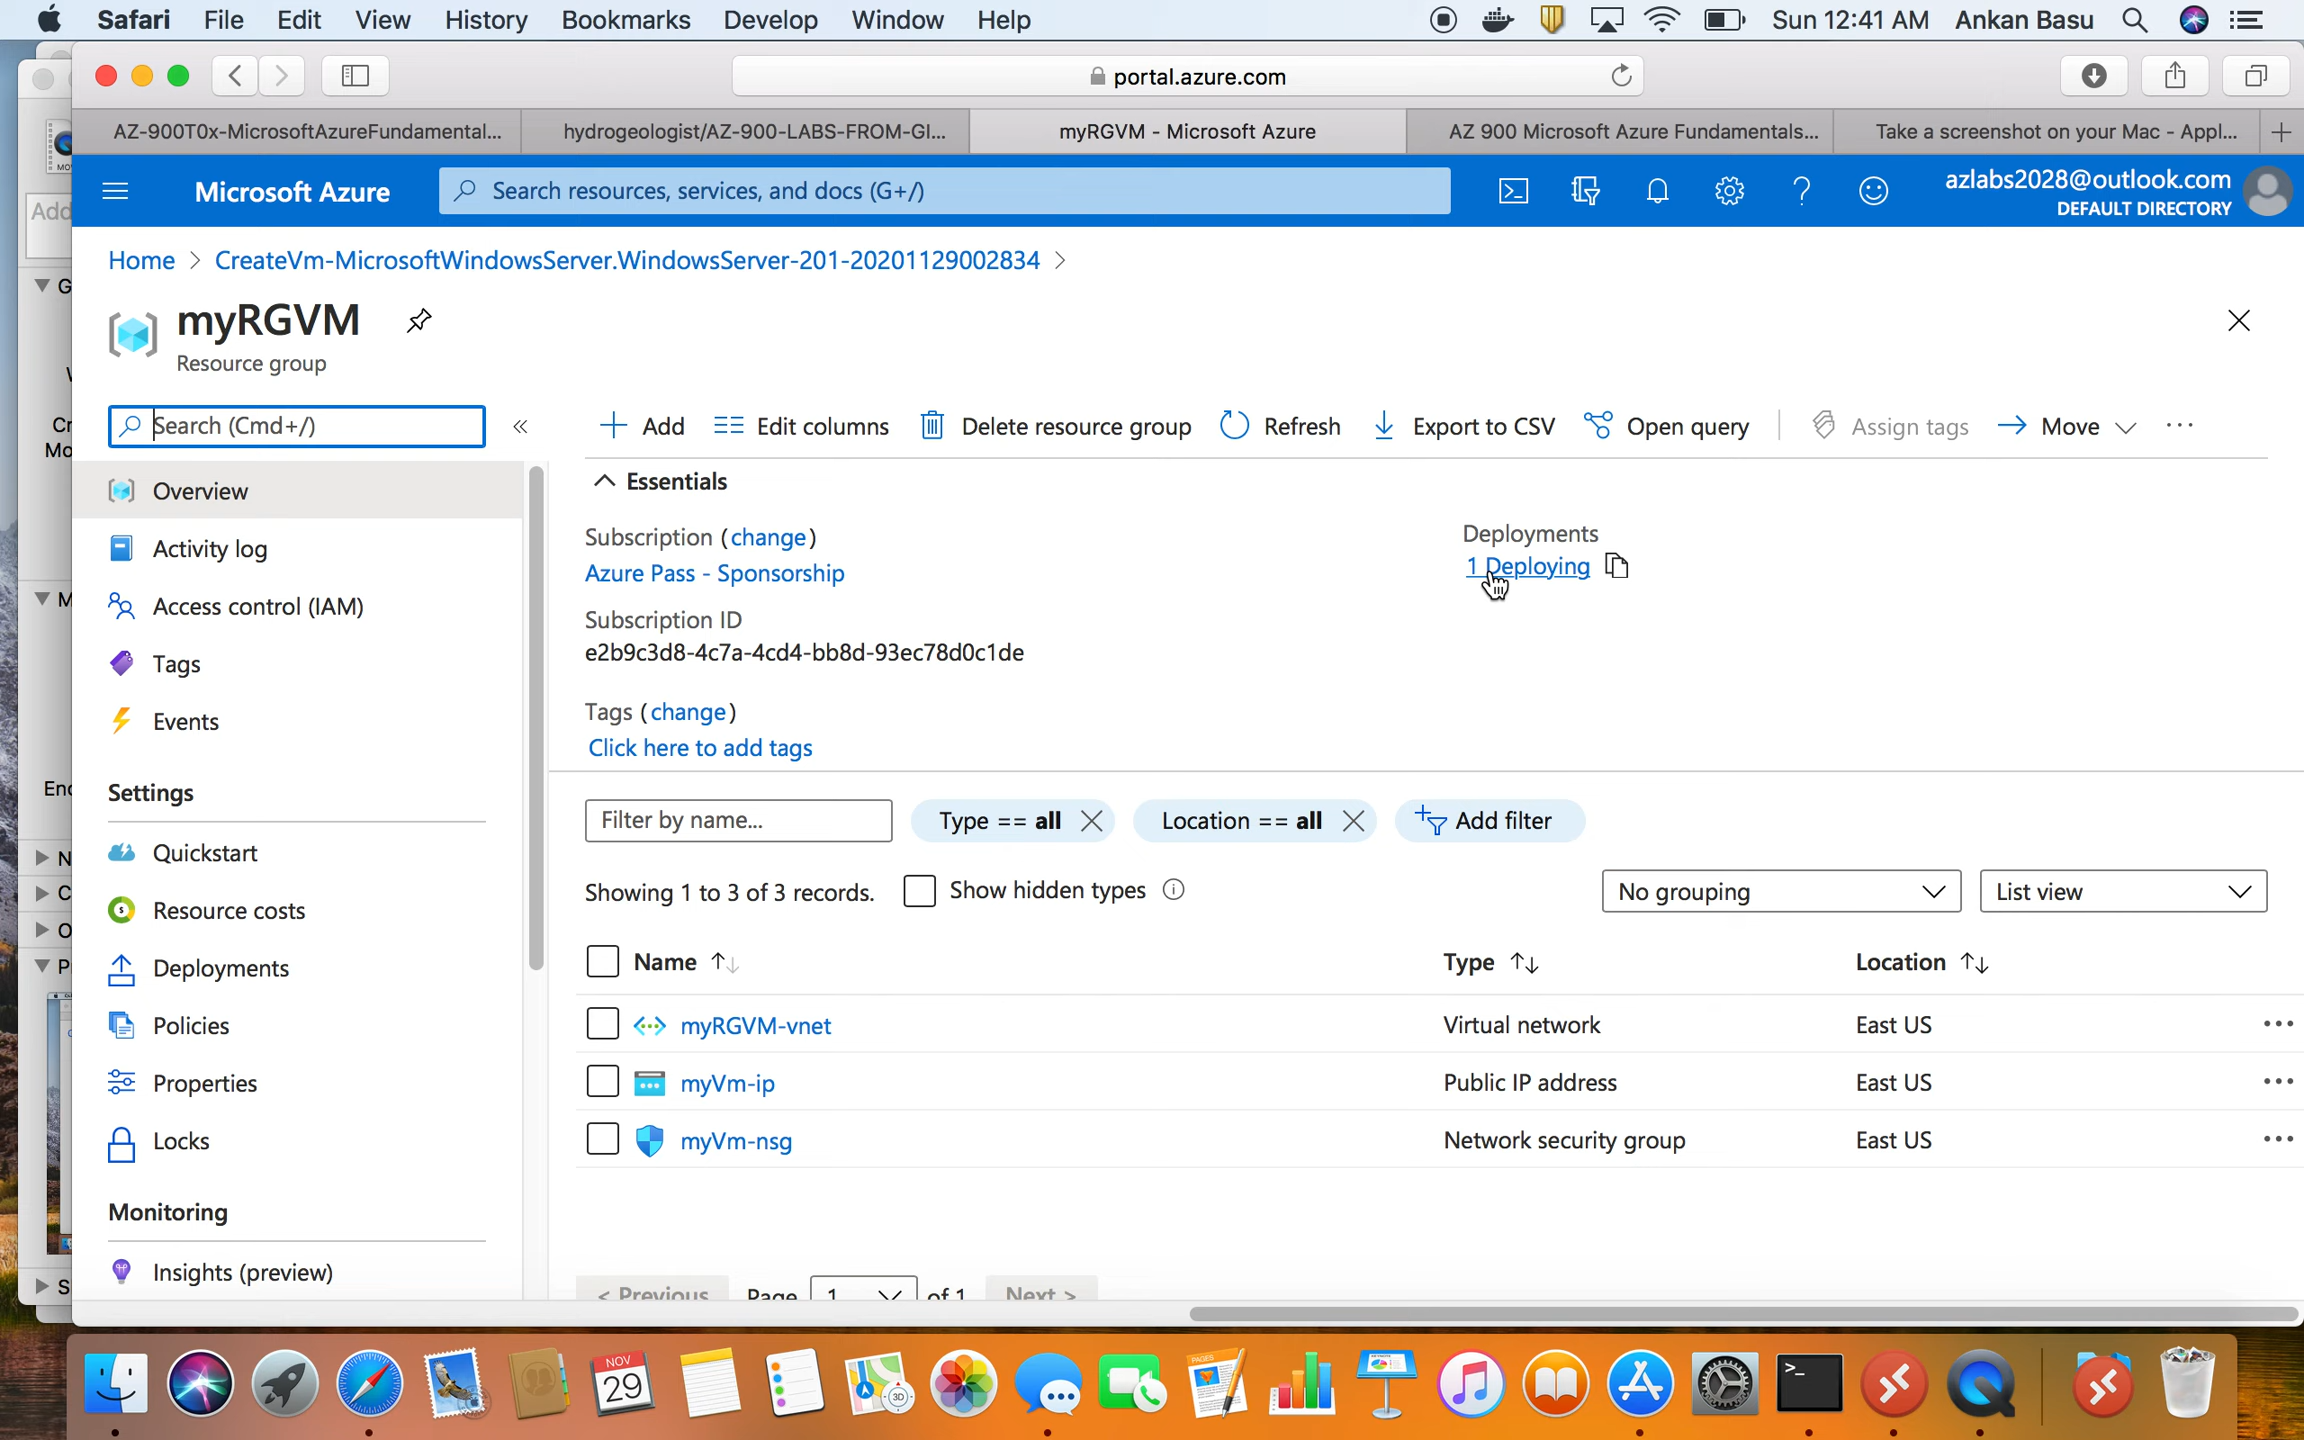 Safari File Edit View History Bookmarks Develop Window Help Sun 12:41 AM Ankan Basu
portal.azure.com
AZ-900T0x-MicrosoftAzureFundamental... hydrogeologist/AZ-900-LABS-FROM-GI... myRGVM - Microsoft Azure AZ 900 Microsoft Azure Fundamentals... Take a screenshot on your Mac - Appl...
Microsoft Azure Search resources, services, and docs (G+/) azlabs2028@outlook.com
DEFAULT DIRECTORY
Home > CreateVm-MicrosoftWindowsServer.WindowsServer-201-20201129002834 >
myRGVM
Resource group
Search (Cmd+/) « Add Edit columns Delete resource group Refresh Export to CSV Open query Assign tags Move ...
Overview
Activity log
Access control (IAM)
Tags
Events
Settings
Quickstart
Resource costs
Deployments
Policies
Properties
Locks
Monitoring
Insights (preview)
Essentials
Subscription (change)
Azure Pass - Sponsorship
Subscription ID
e2b9c3d8-4c7a-4cd4-bb8d-93ec78d0c1de
Tags (change)
Click here to add tags
Deployments
1 Deploying
Filter by name... Type == all Location == all Add filter
Showing 1 to 3 of 3 records. Show hidden types No grouping List view
Name Type Location
myRGVM-vnet Virtual network East US ...
myVm-ip Public IP address East US ...
myVm-nsg Network security group East US ...
< Previous Page 1 of 1 Next >
Add
G
Cr
Mo
M
Enc
N
C
O
P
S
NOV
29
3D
PAGES